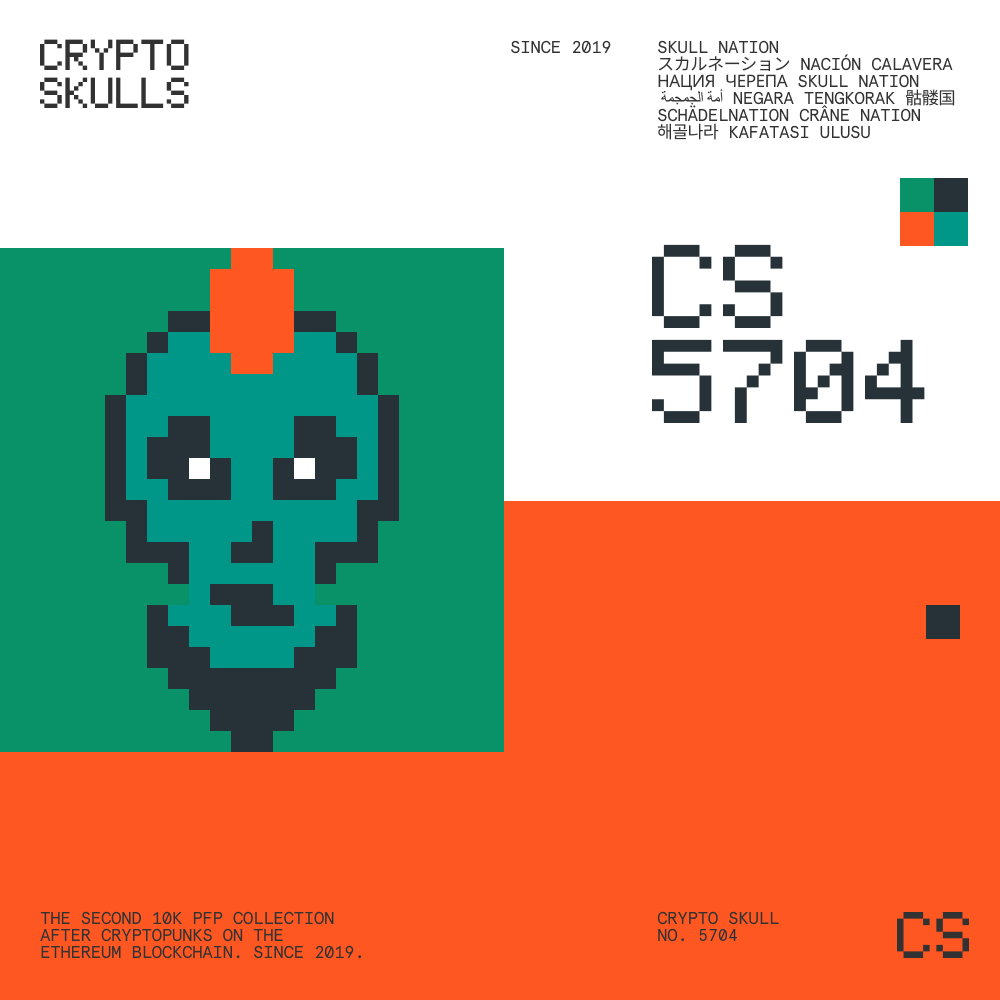 CRYPTO
SKULLS
SINCE 2019
SKULL NATION
スカルネーション NACIÓN CALAVERA
НАЦИЯ ЧЕРЕПА SKULL NATION
أمة الجمجمة NEGARA TENGKORAK 骷髅国
SCHÄDELNATION CRÂNE NATION
해골나라 KAFATASI ULUSU
CS
5704
THE SECOND 10K PFP COLLECTION
AFTER CRYPTOPUNKS ON THE
ETHEREUM BLOCKCHAIN. SINCE 2019.
CRYPTO SKULL
NO. 5704
CS